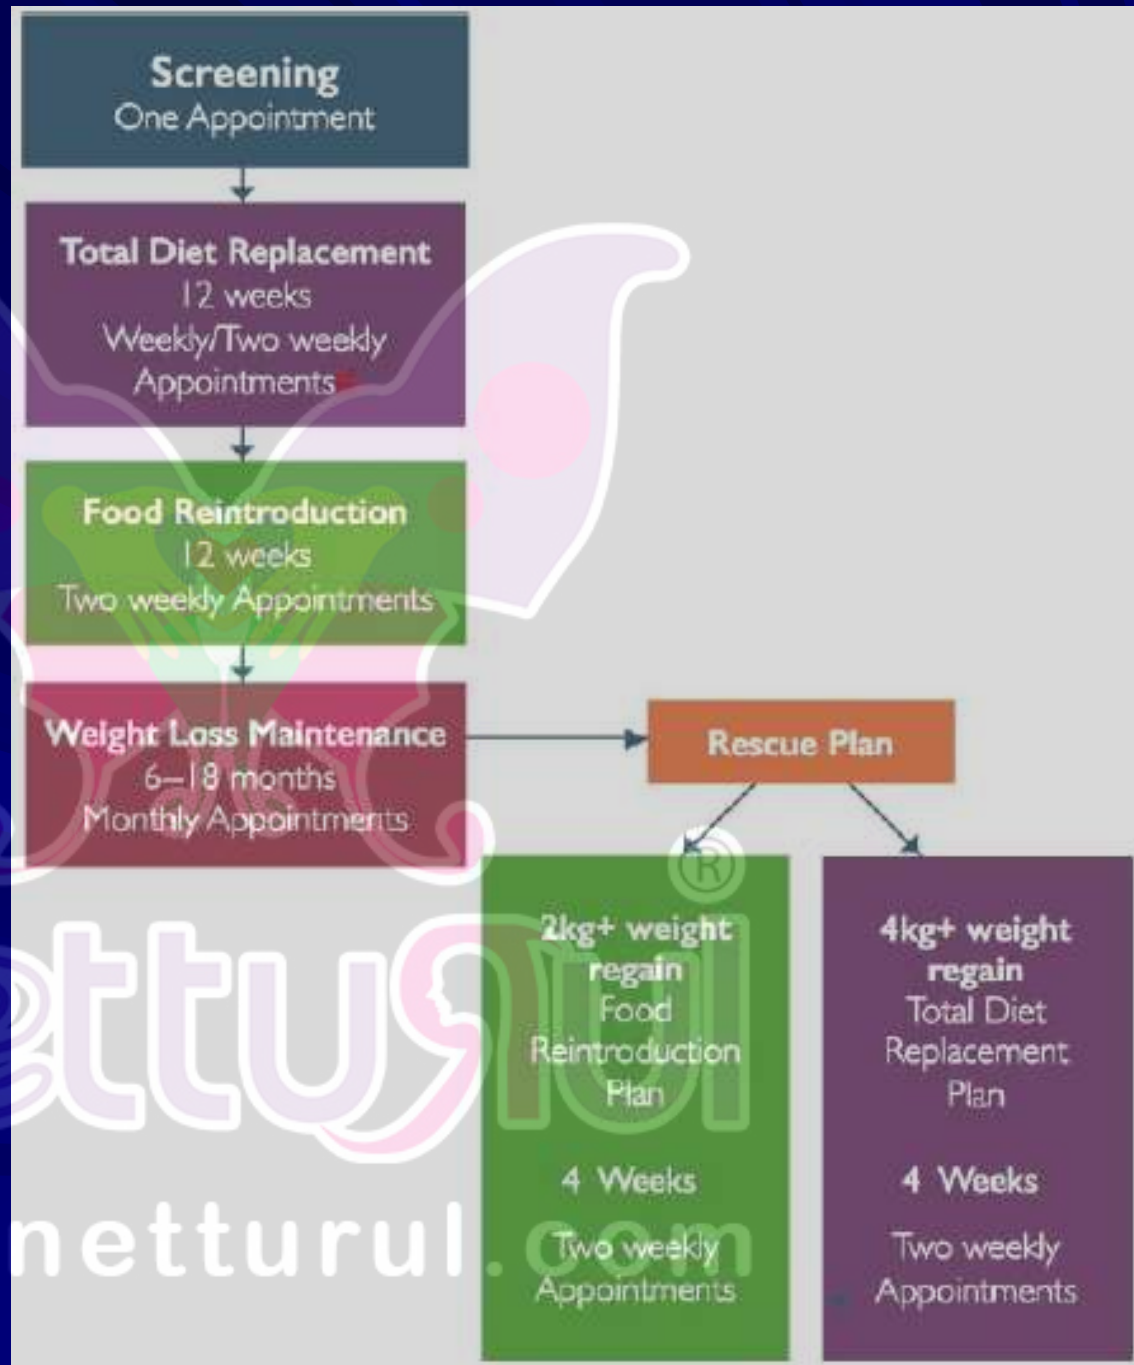 Screening
One Appointment
Total Diet Replacement
12 weeks
Weekly/Two weekly
Appointments
Food Reintroduction
12 weeks
Two weekly Appointments
Weight Loss Maintenance
6–18 months
Monthly Appointments
Rescue Plan
2kg+ weight
regain
Food
Reintroduction
Plan
4 Weeks
Two weekly
Appointments
4kg+ weight
regain
Total Diet
Replacement
Plan
4 Weeks
Two weekly
Appointments
®
netturul.com